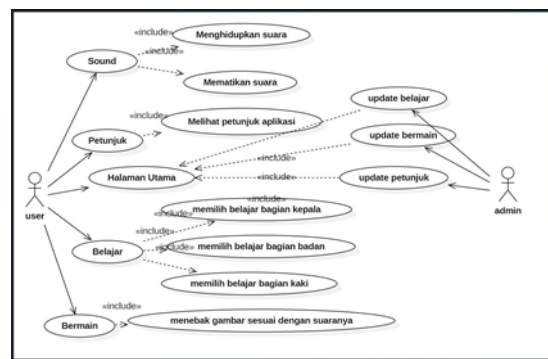 «include»
Menghidupkan suara
«include»
Sound
Mematikan suara
«include»
Melihat petunjuk aplikasi
Petunjuk
update belajar
update bermain
Halaman Utama
«include»
«include»
update petunjuk
user
admin
«include»
memilih belajar bagian kepala
«include»
Belajar
«include»
memilih belajar bagian badan
memilih belajar bagian kaki
«include»
Bermain
menebak gambar sesuai dengan suaranya